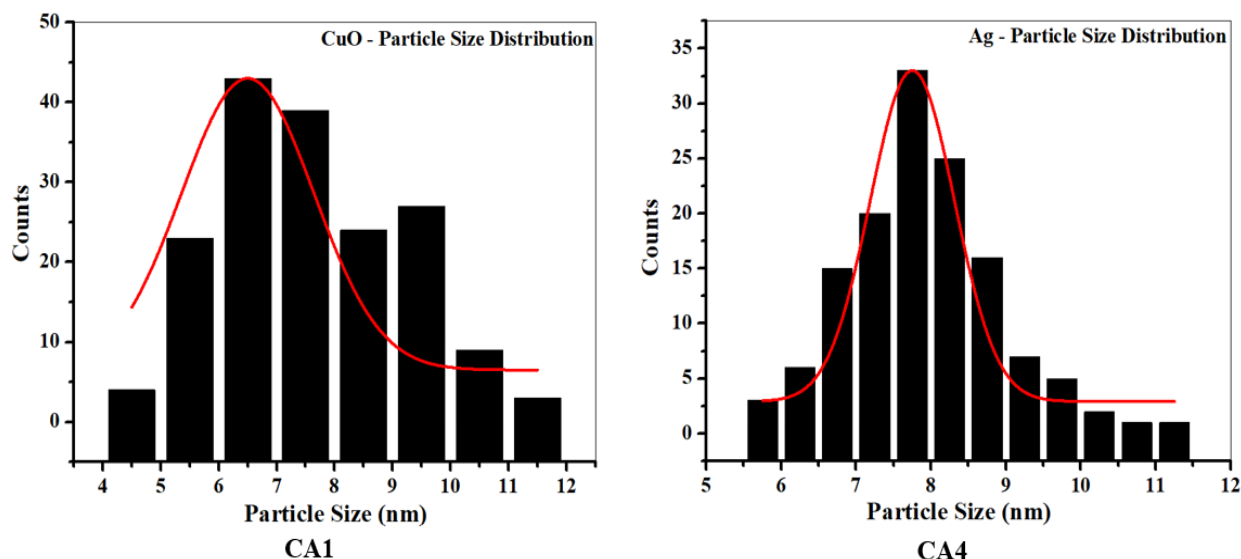 CuO - Particle Size Distribution
50
40
30
20
10
0
Counts
4 5 6 7 8 9 10 11 12
Particle Size (nm)
CA1
Ag - Particle Size Distribution
35
30
25
20
15
10
5
0
Counts
5 6 7 8 9 10 11 12
Particle Size (nm)
CA4